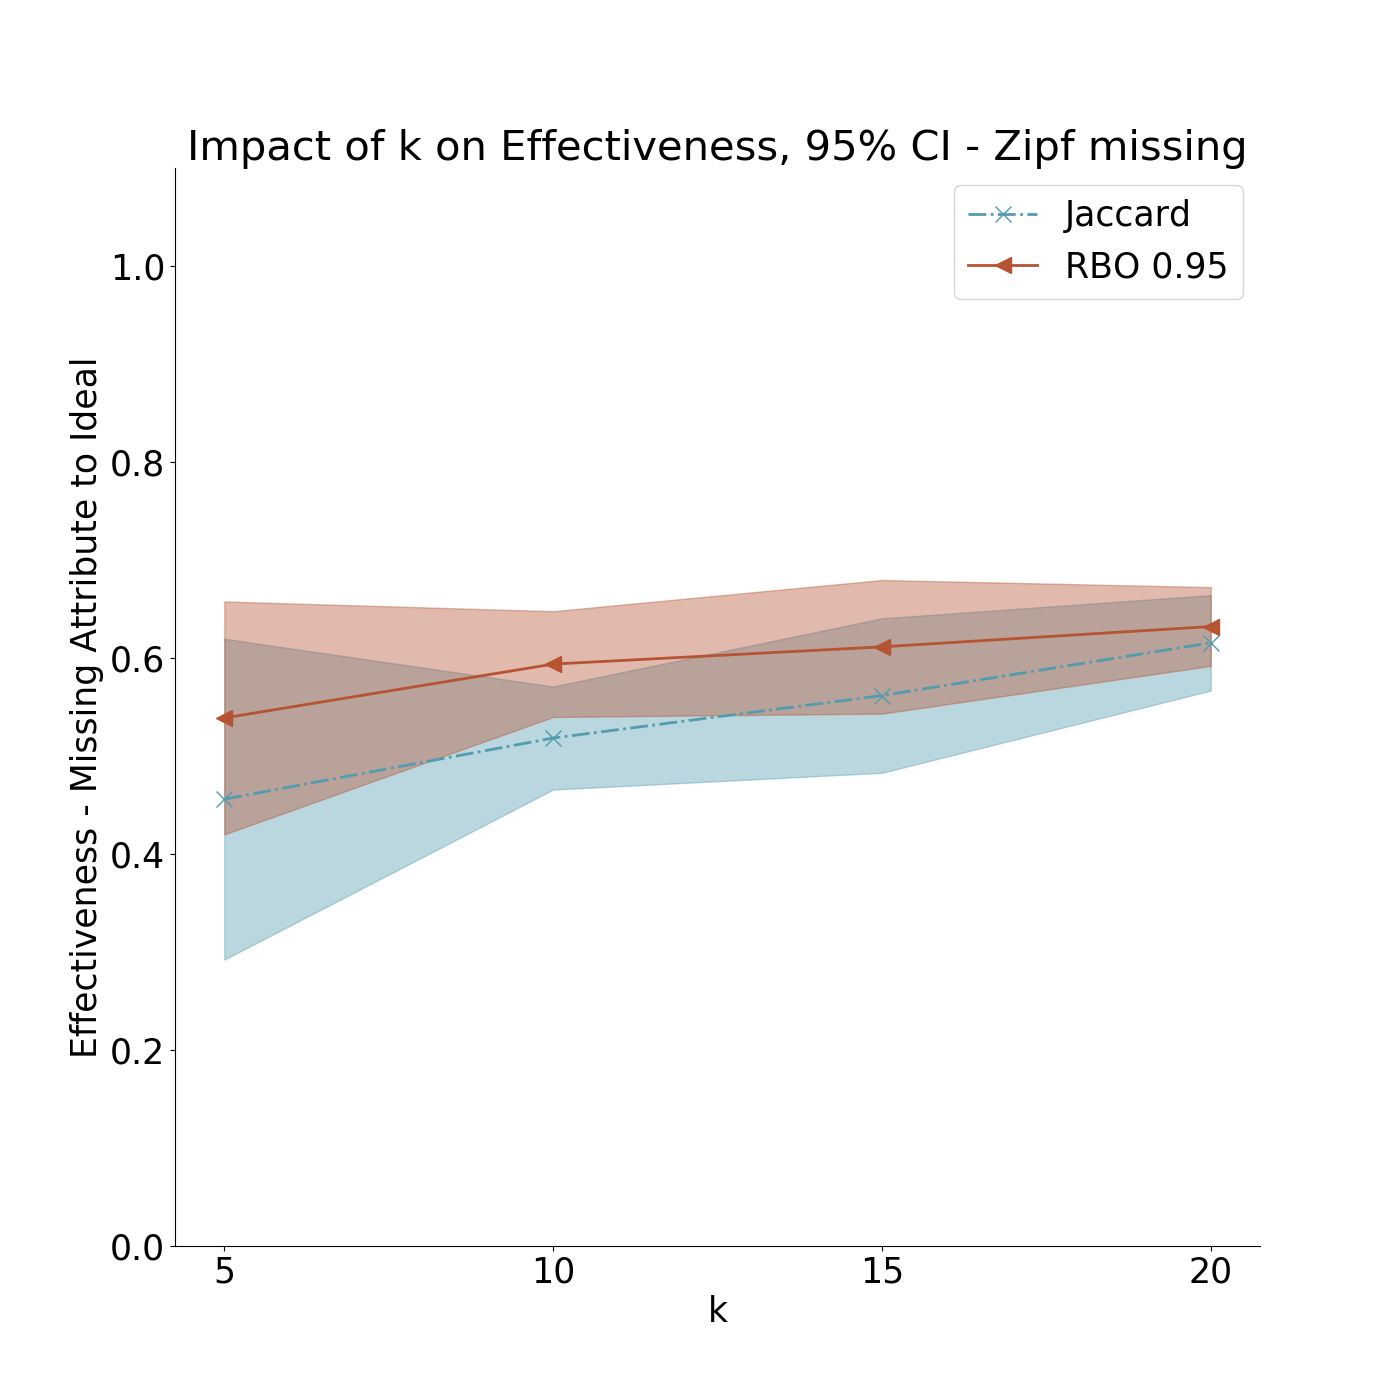 Impact of k on Effectiveness, 95% CI - Zipf missing
Jaccard
RBO 0.95
Effectiveness - Missing Attribute to Ideal
1.0
0.8
0.6
0.4
0.2
0.0
5 10 15 20
k